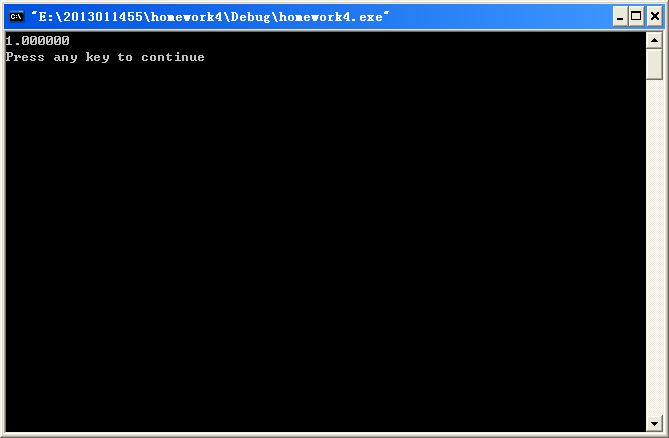 "E:\2013011455\homework4\Debug\homework4.exe"
1.000000
Press any key to continue